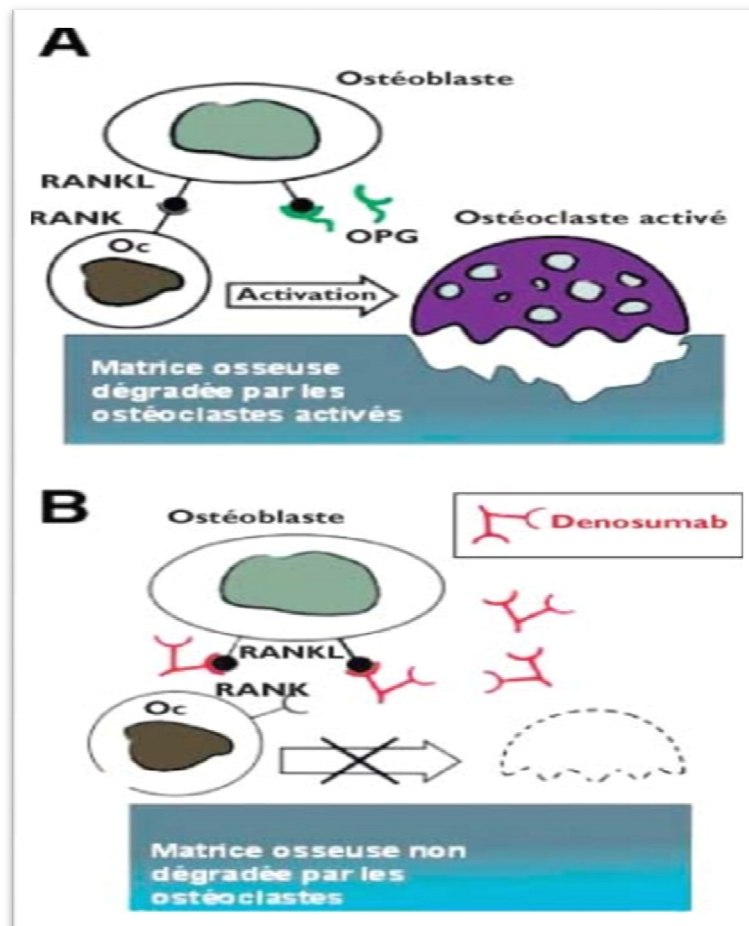 A
Ostéoblaste
RANKL
RANK
OPG
Oc
Ostéoclaste activé
Activation
Matrice osseuse
dégradée par les
ostéoclastes activés
B
Ostéoblaste
Denosumab
RANKL
RANK
Oc
Matrice osseuse non
dégradée par les
ostéoclastes